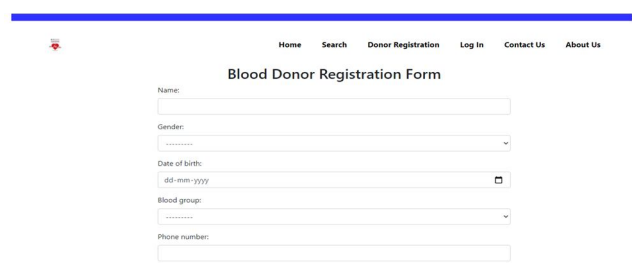 Home Search Donor Registration Log In Contact Us About Us
Blood Donor Registration Form
Name:
Gender:
---------
Date of birth:
dd-mm-yyyy
Blood group:
---------
Phone number: